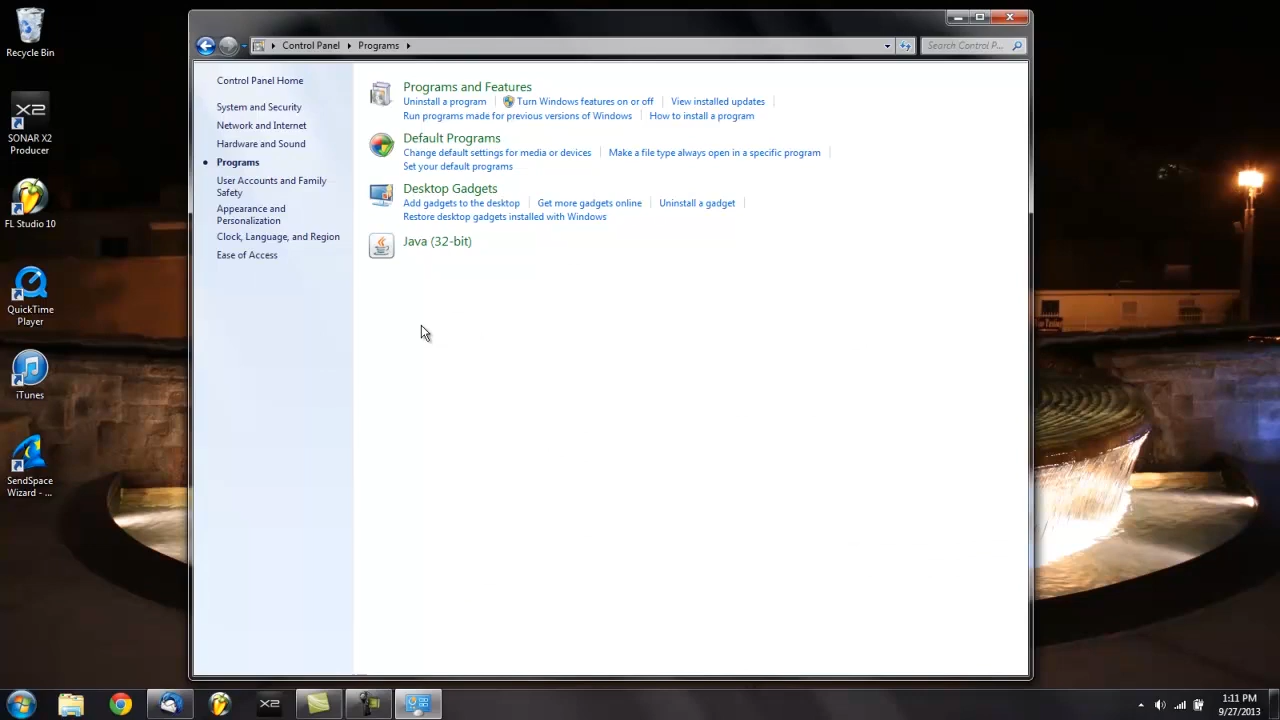 Recycle Bin
X2
SONAR X2
Producer
FL Studio 10
QuickTime
Player
iTunes
SendSpace
Wizard - ...
Control Panel
Programs
Search Control P...
Control Panel Home
System and Security
Network and Internet
Hardware and Sound
Programs
User Accounts and Family
Safety
Appearance and
Personalization
Clock, Language, and Region
Ease of Access
Programs and Features
Uninstall a program
Turn Windows features on or off
View installed updates
Run programs made for previous versions of Windows
How to install a program
Default Programs
Change default settings for media or devices
Make a file type always open in a specific program
Set your default programs
Desktop Gadgets
Add gadgets to the desktop
Get more gadgets online
Uninstall a gadget
Restore desktop gadgets installed with Windows
Java (32-bit)
X2
1:11 PM
9/27/2013